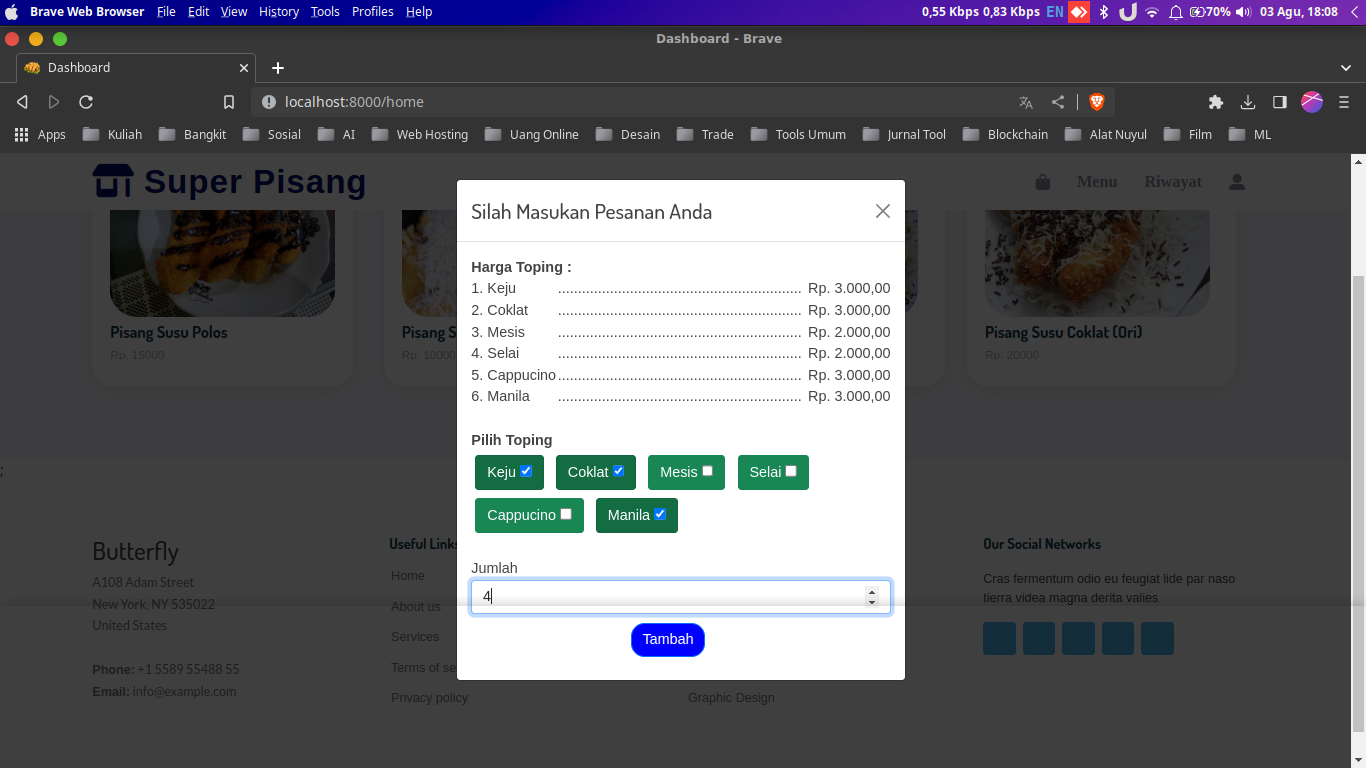 Brave Web Browser File Edit View History Tools Profiles Help 0,55 Kbps 0,83 Kbps EN 70% 03 Agu, 18:08
Dashboard - Brave
Dashboard
localhost:8000/home
Apps Kuliah Bangkit Sosial AI Web Hosting Uang Online Desain Trade Tools Umum Jurnal Tool Blockchain Alat Nuyul Film ML
Super Pisang Menu Riwayat
Silah Masukan Pesanan Anda
Harga Toping :
1. Keju ............................................................. Rp. 3.000,00
2. Coklat ............................................................. Rp. 3.000,00
3. Mesis ............................................................. Rp. 2.000,00
4. Selai ............................................................. Rp. 2.000,00
5. Cappucino ............................................................. Rp. 3.000,00
6. Manila ............................................................. Rp. 3.000,00
Pilih Toping
Keju Coklat Mesis Selai
Cappucino Manila
Jumlah
4
Tambah
Pisang Susu Polos
Rp. 15000
Pisang S
Rp. 10000
Pisang Susu Coklat (Ori)
Rp. 20000
;
Butterfly
A108 Adam Street
New York, NY 535022
United States
Phone: +1 5589 55488 55
Email: info@example.com
Useful Links
Home
About us
Services
Terms of se
Privacy policy
Graphic Design
Our Social Networks
Cras fermentum odio eu feugiat lide par naso
tierra videa magna derita valies